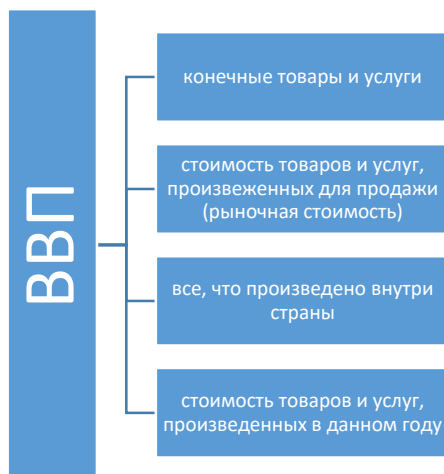 ВВП
конечные товары и услуги
стоимость товаров и услуг,
произвеженных для продажи
(рыночная стоимость)
все, что произведено внутри
страны
стоимость товаров и услуг,
произведенных в данном году